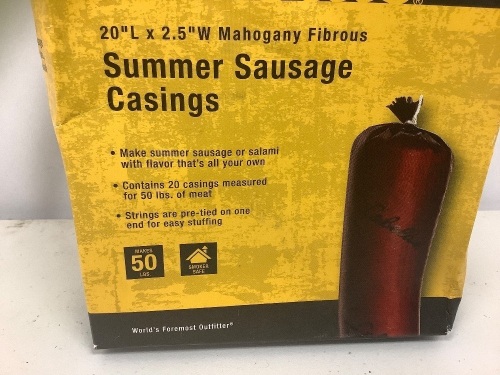 20"L x 2.5"W Mahogany Fibrous
Summer Sausage
Casings
• Make summer sausage or salami
with flavor that's all your own
• Contains 20 casings measured
for 50 lbs. of meat
• Strings are pre-tied on one
end for easy stuffing
MAKES
50
LBS.
SMOKER
SAFE
World's Foremost Outfitter®